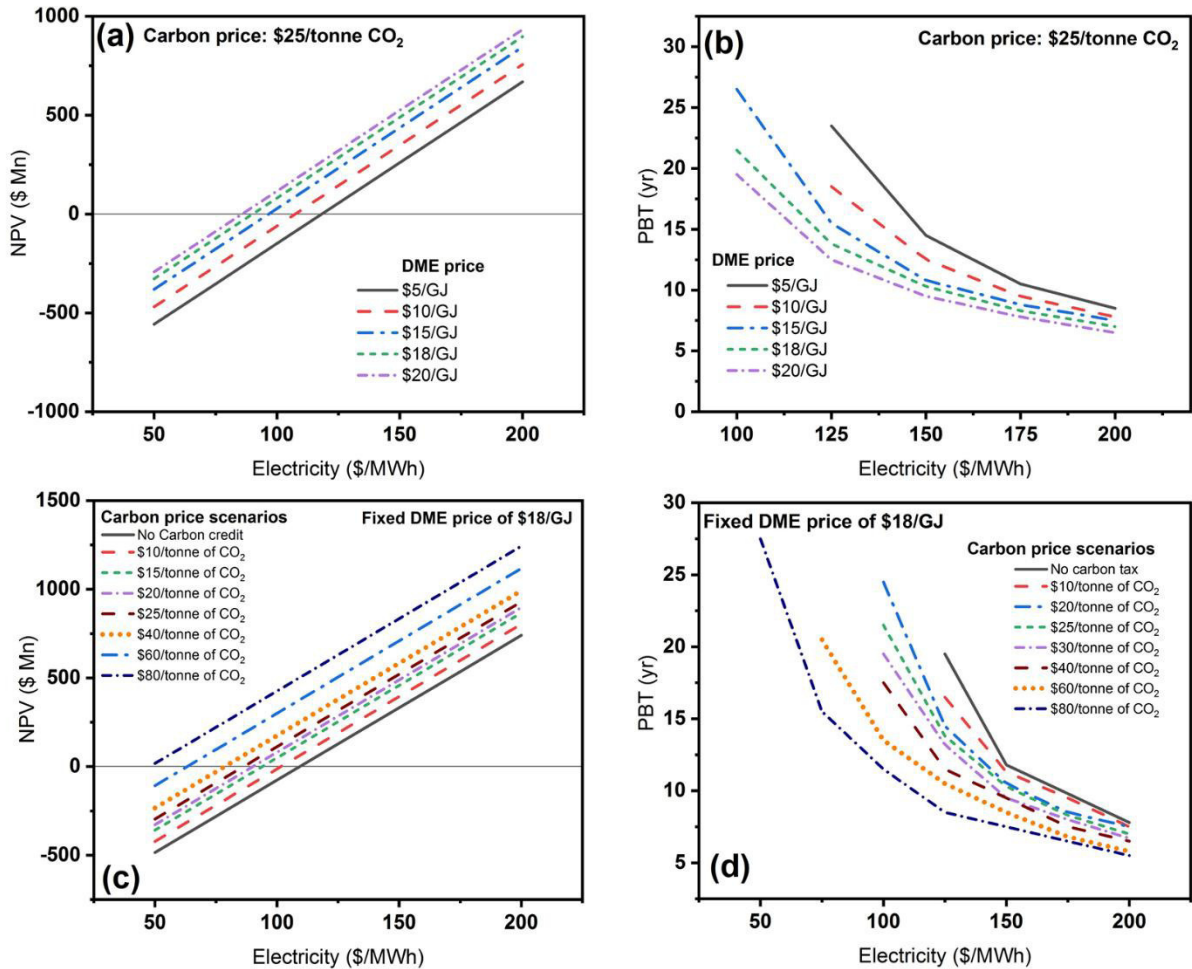 (a) Carbon price: $25/tonne CO₂
1000
500
0
-500
-1000
NPV ($ Mn)
DME price
$5/GJ
$10/GJ
$15/GJ
$18/GJ
$20/GJ
50 100 150 200
Electricity ($/MWh)
(b) Carbon price: $25/tonne CO₂
30
25
20
15
10
5
0
PBT (yr)
DME price
$5/GJ
$10/GJ
$15/GJ
$18/GJ
$20/GJ
100 125 150 175 200
Electricity ($/MWh)
1500
1000
500
0
-500
NPV ($ Mn)
Carbon price scenarios
Fixed DME price of $18/GJ
No Carbon credit
$10/tonne of CO₂
$15/tonne of CO₂
$20/tonne of CO₂
$25/tonne of CO₂
$40/tonne of CO₂
$60/tonne of CO₂
$80/tonne of CO₂
(c)
50 100 150 200
Electricity ($/MWh)
30
25
20
15
10
5
PBT (yr)
Fixed DME price of $18/GJ
Carbon price scenarios
No carbon tax
$10/tonne of CO₂
$20/tonne of CO₂
$25/tonne of CO₂
$30/tonne of CO₂
$40/tonne of CO₂
$60/tonne of CO₂
$80/tonne of CO₂
(d)
50 100 150 200
Electricity ($/MWh)